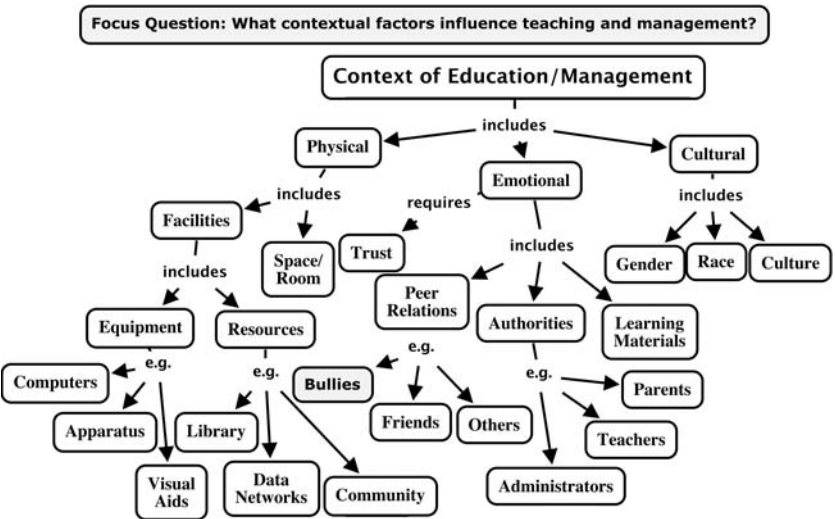 Focus Question: What contextual factors influence teaching and management?
Context of Education/Management
includes
Physical
Emotional
Cultural
includes
requires
includes
Facilities
Space/
Room
Trust
includes
Gender
Race
Culture
includes
Peer
Relations
Authorities
Learning
Materials
Equipment
Resources
e.g.
e.g.
e.g.
e.g.
Computers
Bullies
Parents
Apparatus
Library
Friends
Others
Teachers
Visual
Aids
Data
Networks
Community
Administrators